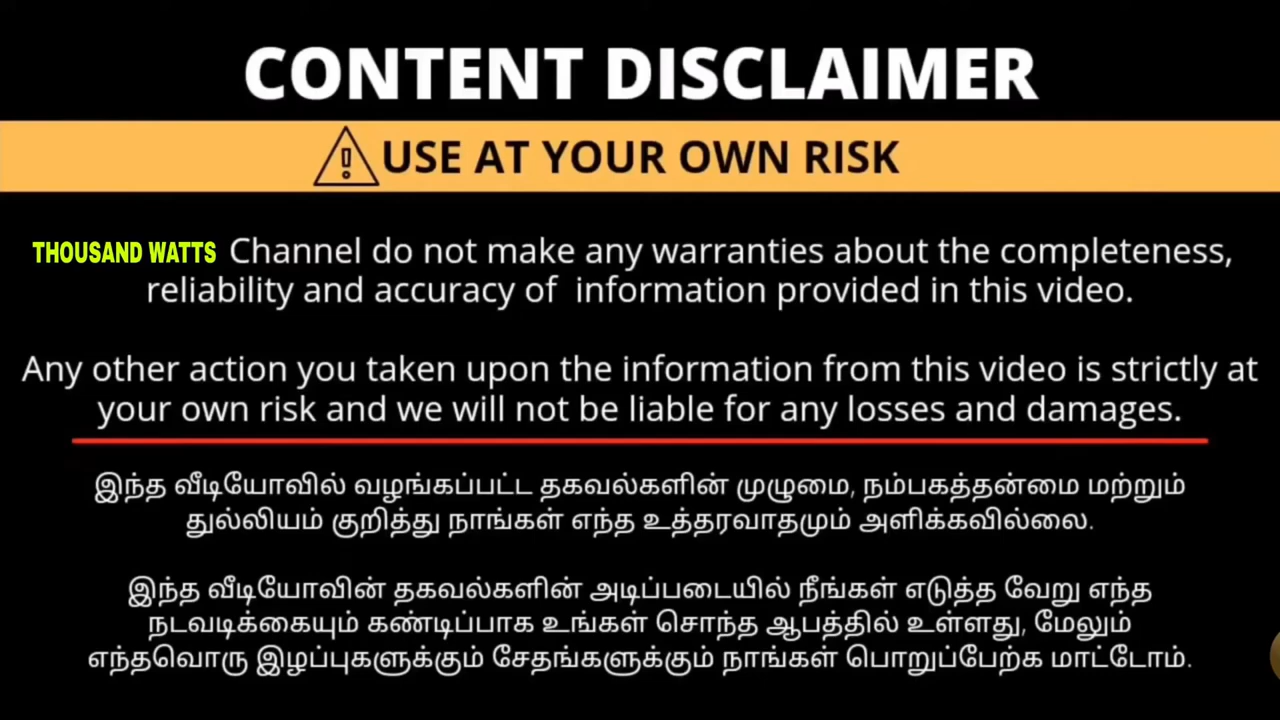 CONTENT DISCLAIMER
USE AT YOUR OWN RISK
THOUSAND WATTS Channel do not make any warranties about the completeness,
reliability and accuracy of information provided in this video.
Any other action you taken upon the information from this video is strictly at
your own risk and we will not be liable for any losses and damages.
இந்த வீடியோவில் வழங்கப்பட்ட தகவல்களின் முழுமை, நம்பகத்தன்மை மற்றும்
துல்லியம் குறித்து நாங்கள் எந்த உத்தரவாதமும் அளிக்கவில்லை.
இந்த வீடியோவின் தகவல்களின் அடிப்படையில் நீங்கள் எடுத்த வேறு எந்த
நடவடிக்கையும் கண்டிப்பாக உங்கள் சொந்த ஆபத்தில் உள்ளது, மேலும்
எந்தவொரு இழப்புகளுக்கும் சேதங்களுக்கும் நாங்கள் பொறுப்பேற்க மாட்டோம்.